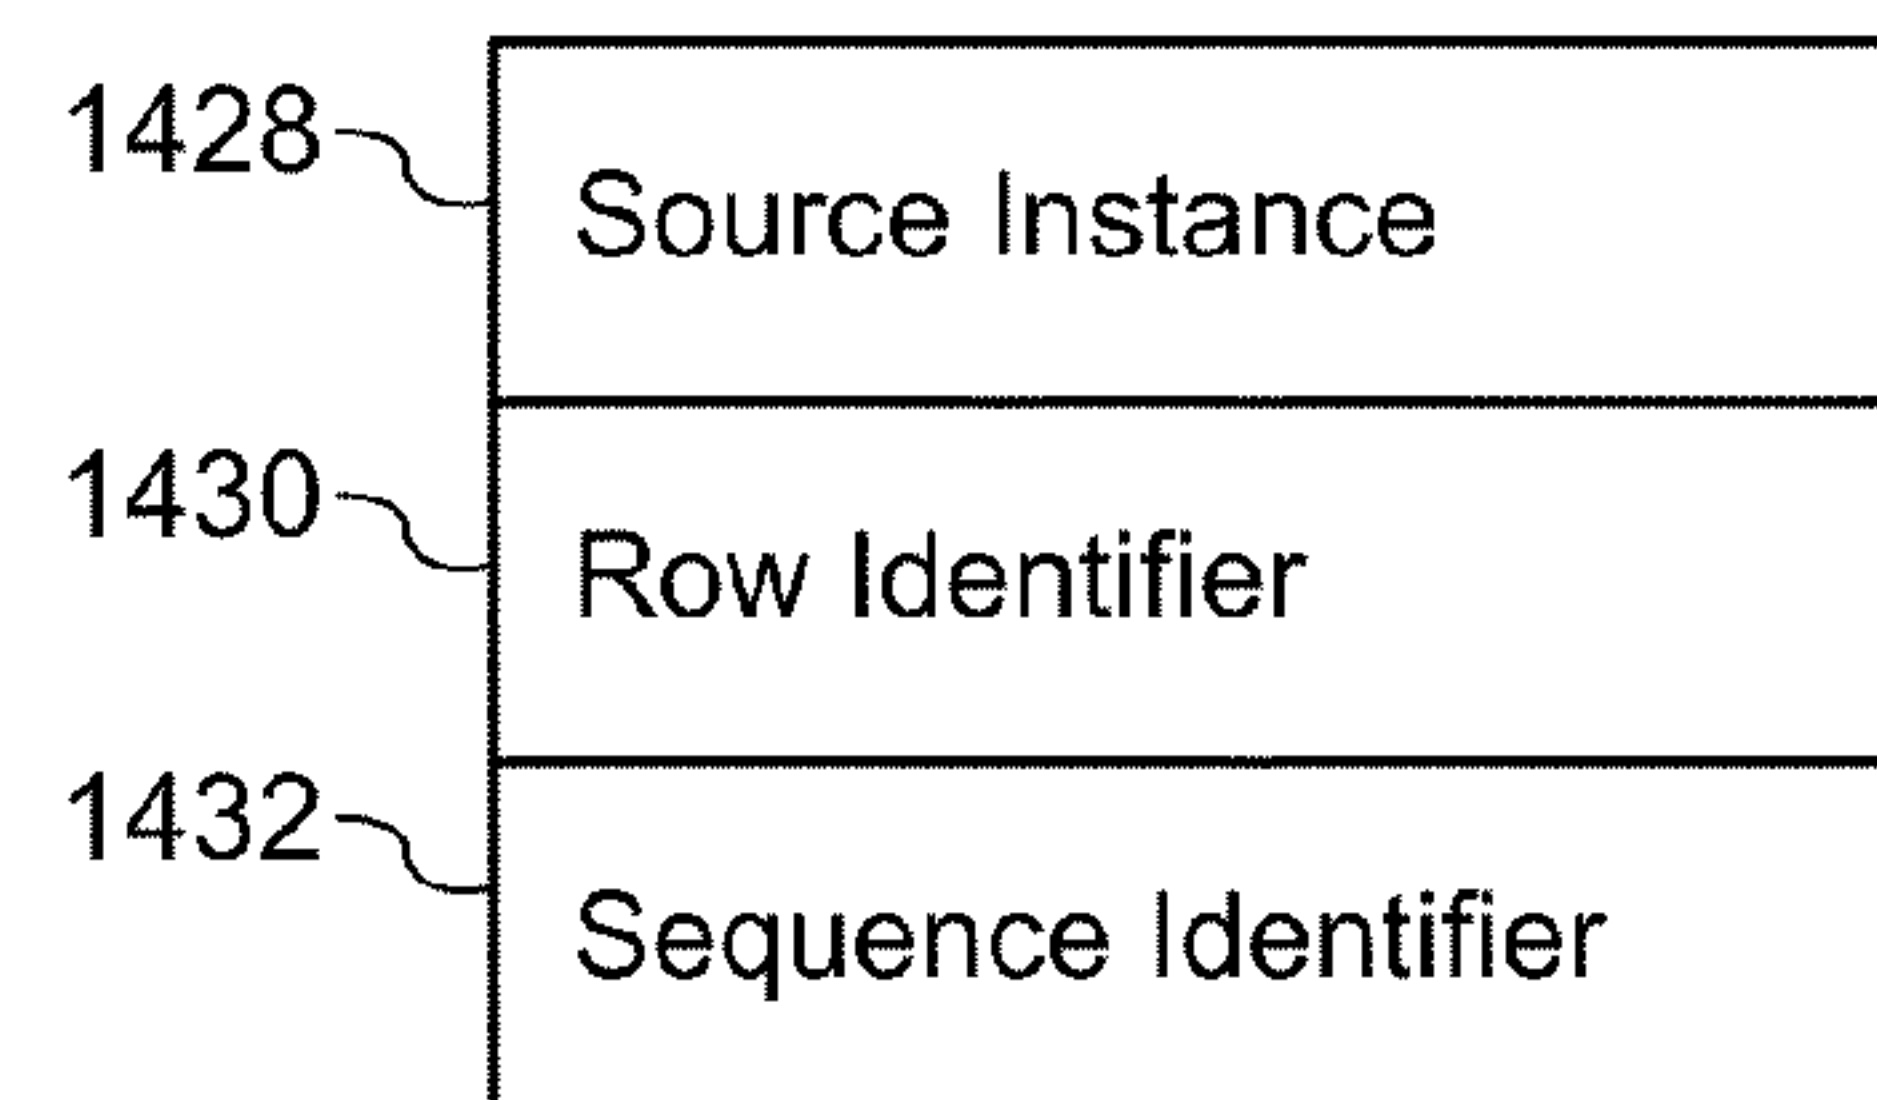 1428
Source Instance
1430
Row Identifier
1432
Sequence Identifier